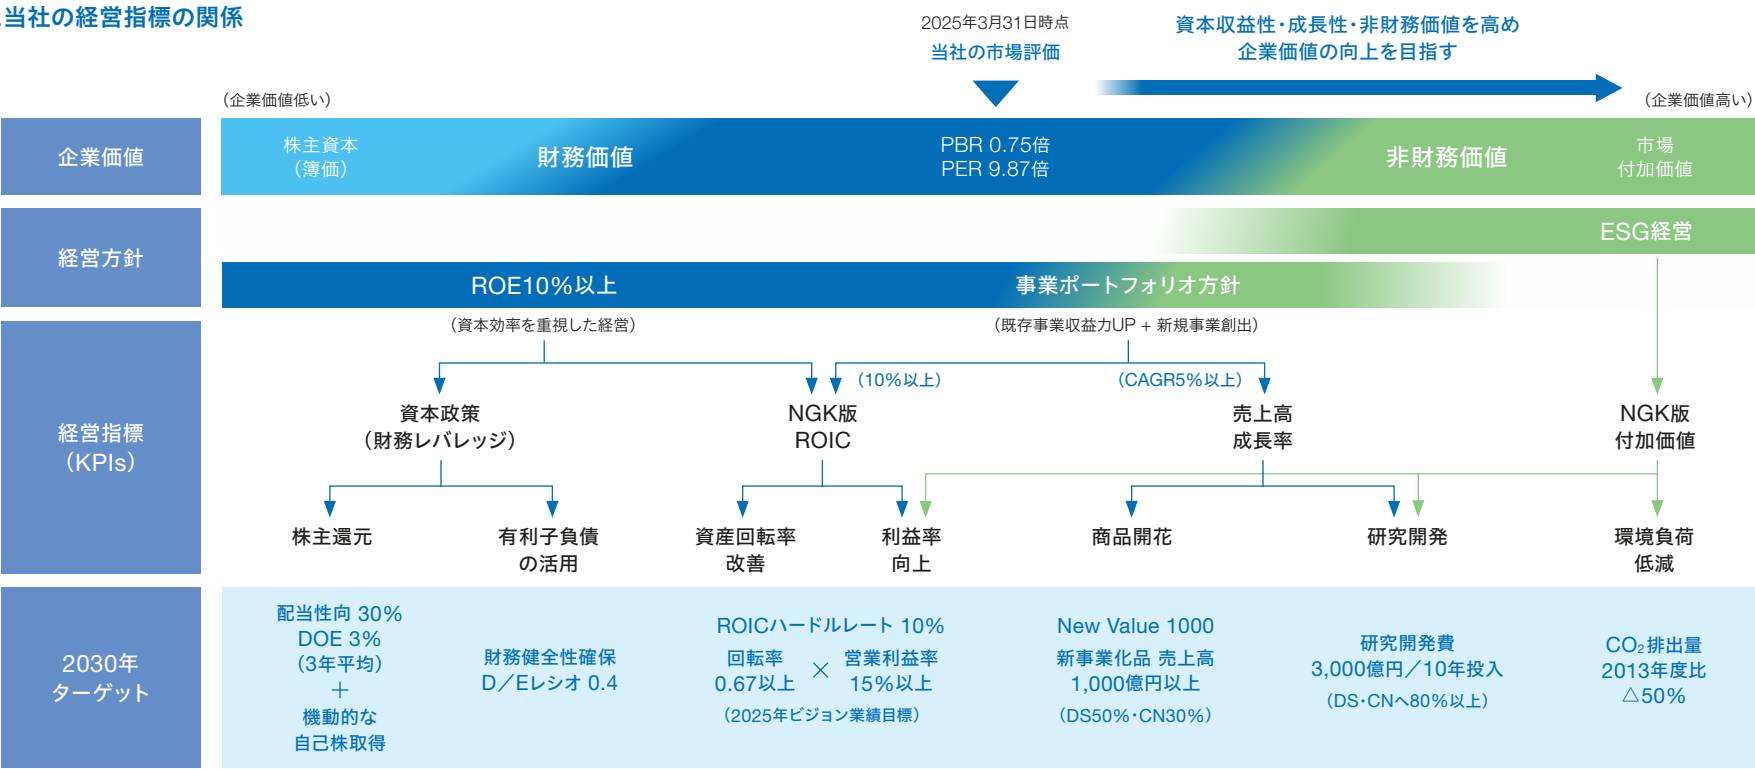 当社の経営指標の関係
2025年3月31日時点
当社の市場評価
資本収益性・成長性・非財務価値を高め
企業価値の向上を目指す
（企業価値低い）
（企業価値高い）
企業価値
株主資本
（簿価）
財務価値
PBR 0.75倍
PER 9.87倍
非財務価値
市場
付加価値
経営方針
ESG経営
ROE10％以上
事業ポートフォリオ方針
（資本効率を重視した経営）
（既存事業収益力UP + 新規事業創出）
経営指標
（KPIs）
（10％以上）
（CAGR5％以上）
資本政策
（財務レバレッジ）
NGK版
ROIC
売上高
成長率
NGK版
付加価値
株主還元
有利子負債
の活用
資産回転率
改善
利益率
向上
商品開花
研究開発
環境負荷
低減
2030年
ターゲット
配当性向 30％
DOE 3％
（3年平均）
＋
機動的な
自己株取得
財務健全性確保
D／Eレシオ 0.4
ROICハードルレート 10％
回転率
0.67以上
×
営業利益率
15％以上
（2025年ビジョン業績目標）
New Value 1000
新事業化品 売上高
1,000億円以上
（DS50％・CN30％）
研究開発費
3,000億円／10年投入
（DS・CNへ80％以上）
CO₂排出量
2013年度比
△50％